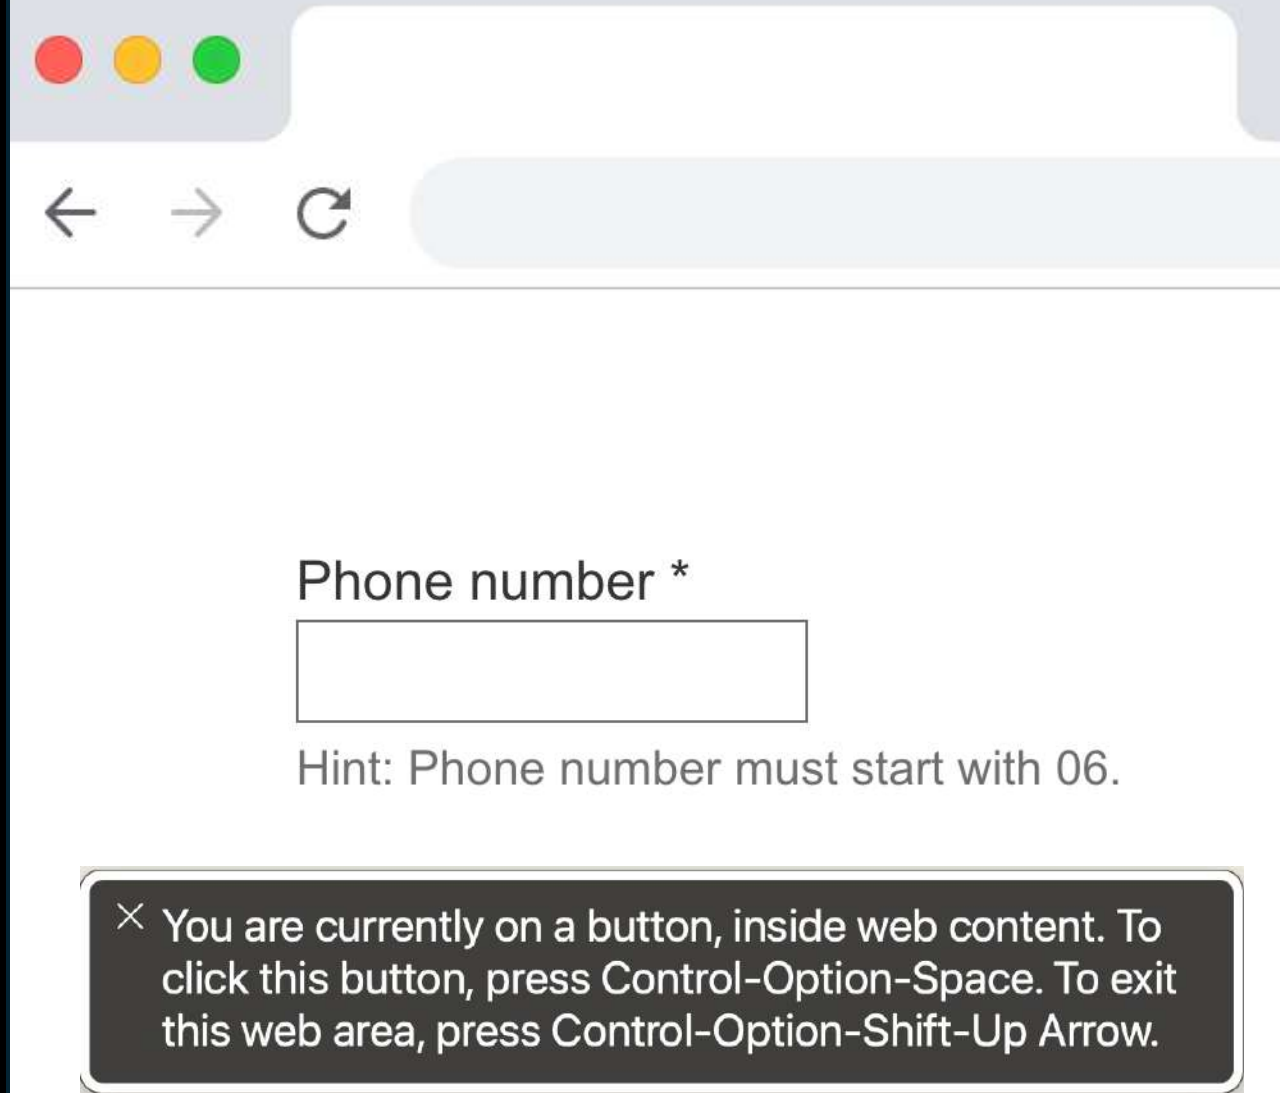 Phone number *
Hint: Phone number must start with 06.
You are currently on a button, inside web content. To
click this button, press Control-Option-Space. To exit
this web area, press Control-Option-Shift-Up Arrow.